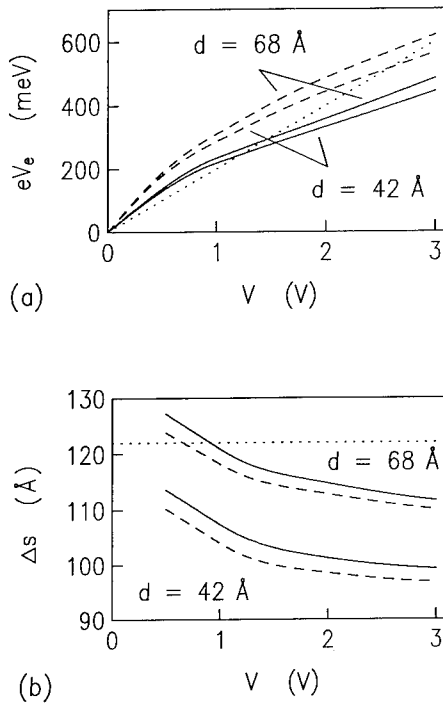 600
d = 68 Å
eVe (meV)
400
200
d = 42 Å
0
0 1 2 3
(a)
V (V)
130
120
d = 68 Å
Δs (Å)
110
100
d = 42 Å
90
0 1 2 3
(b)
V (V)